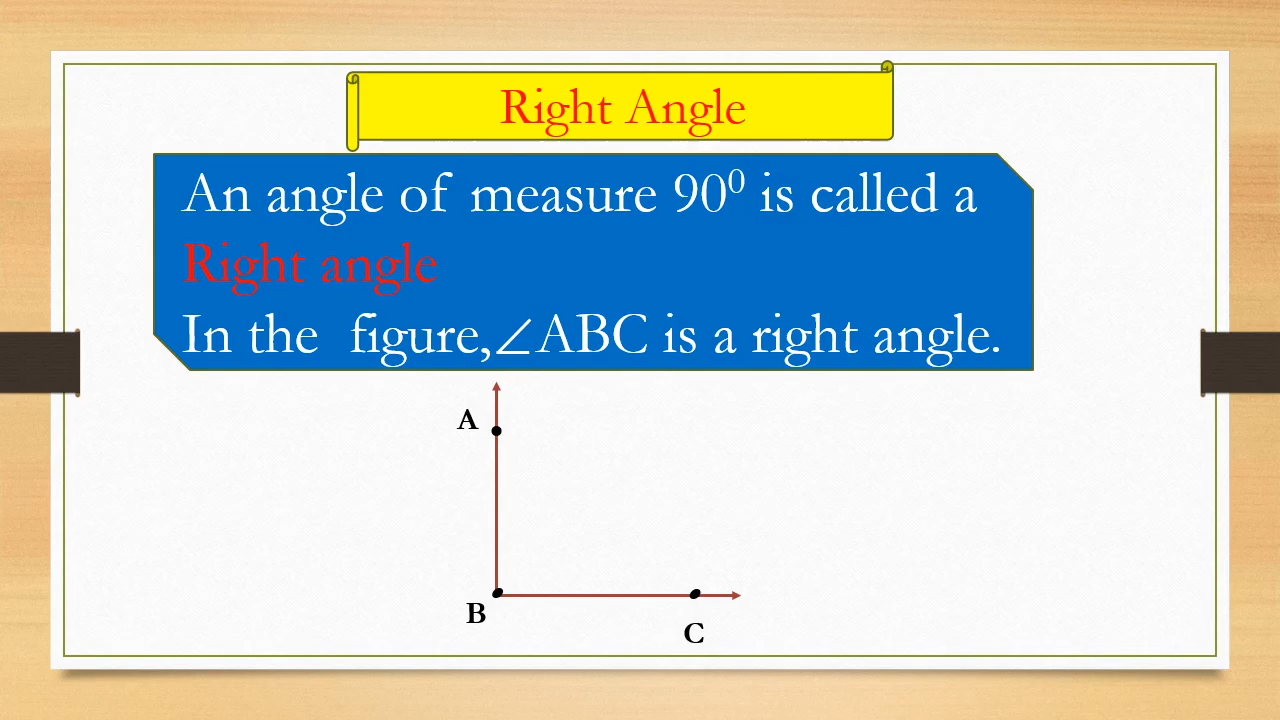 Right Angle
An angle of measure 90⁰ is called a
Right angle
In the figure,∠ABC is a right angle.
A
B
C